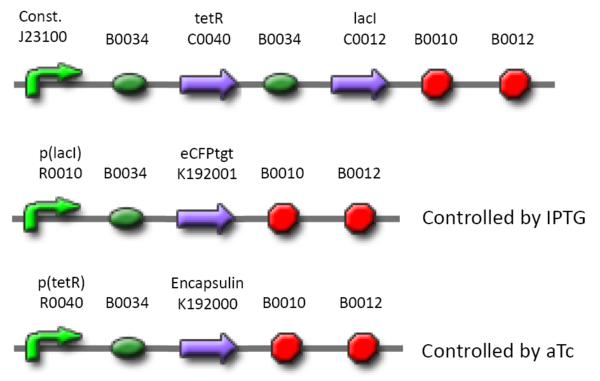 Const.
J23100 B0034 tetR C0040 B0034 lacI C0012 B0010 B0012
p(lacI)
R0010 B0034 eCFPtgt K192001 B0010 B0012
Controlled by IPTG
p(tetR)
R0040 B0034 Encapsulin K192000 B0010 B0012
Controlled by aTc